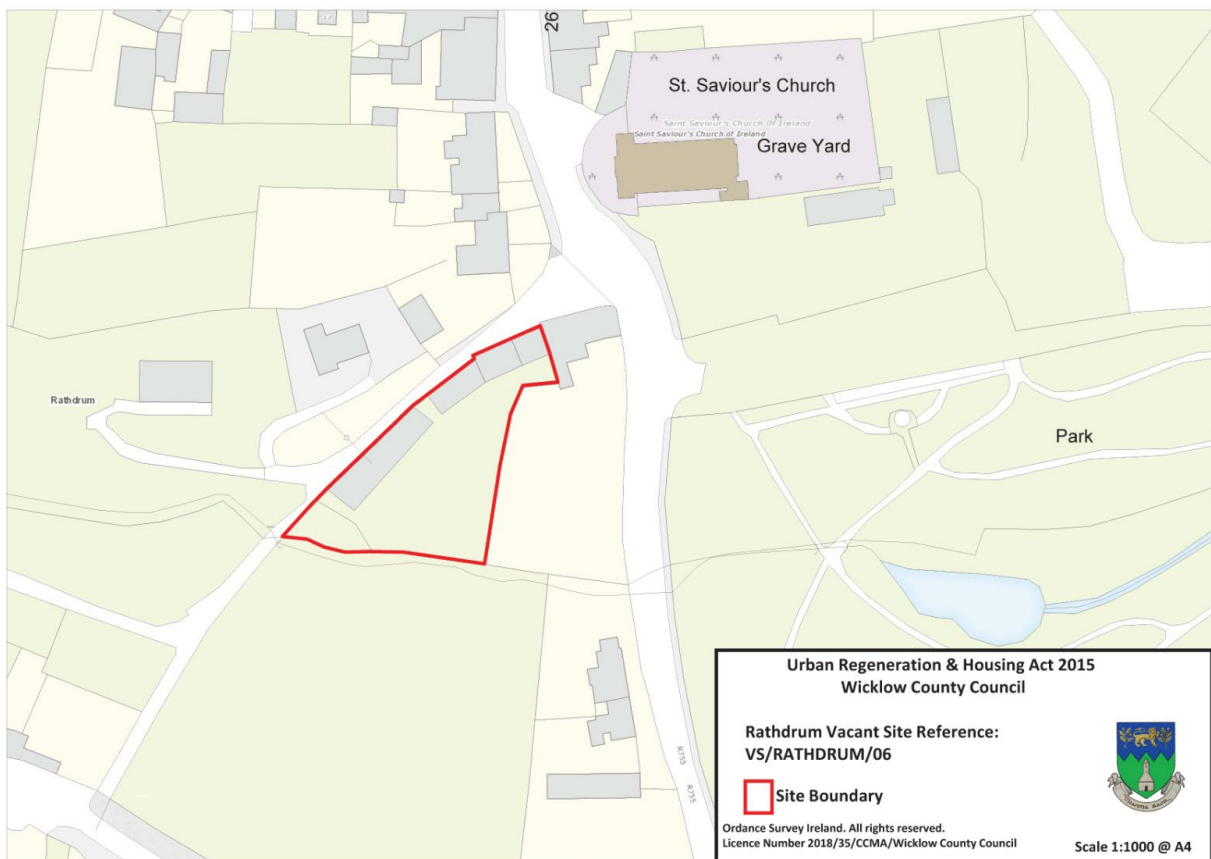 26
St. Saviour's Church
Saint Saviour's Church Of Ireland
Saint Saviour's Church of Ireland
Grave Yard
Rathdrum
Park
R755
R755
Urban Regeneration & Housing Act 2015
Wicklow County Council
Rathdrum Vacant Site Reference:
VS/RATHDRUM/06
Site Boundary
Ordance Survey Ireland. All rights reserved.
Licence Number 2018/35/CCMA/Wicklow County Council
Scale 1:1000 @ A4